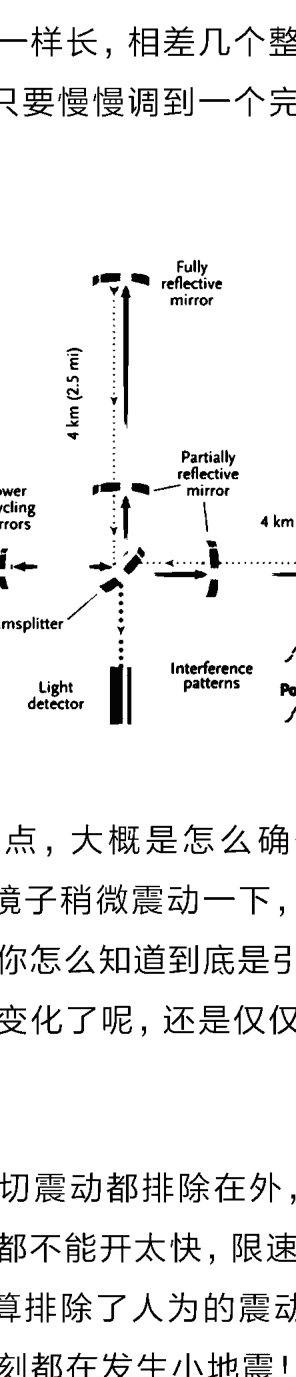 一样长，相差几个整
只要慢慢调到一个完
Fully
reflective
mirror
4 km (2.5 mi)
Partially
reflective
mirror
4 km
Light
detector
Interference
patterns
点，大概是怎么确
镜子稍微震动一下，
你怎么知道到底是引
变化了呢，还是仅仅
切震动都排除在外，
都不能开太快，限速
算排除了人为的震动
刻都在发生小地震！